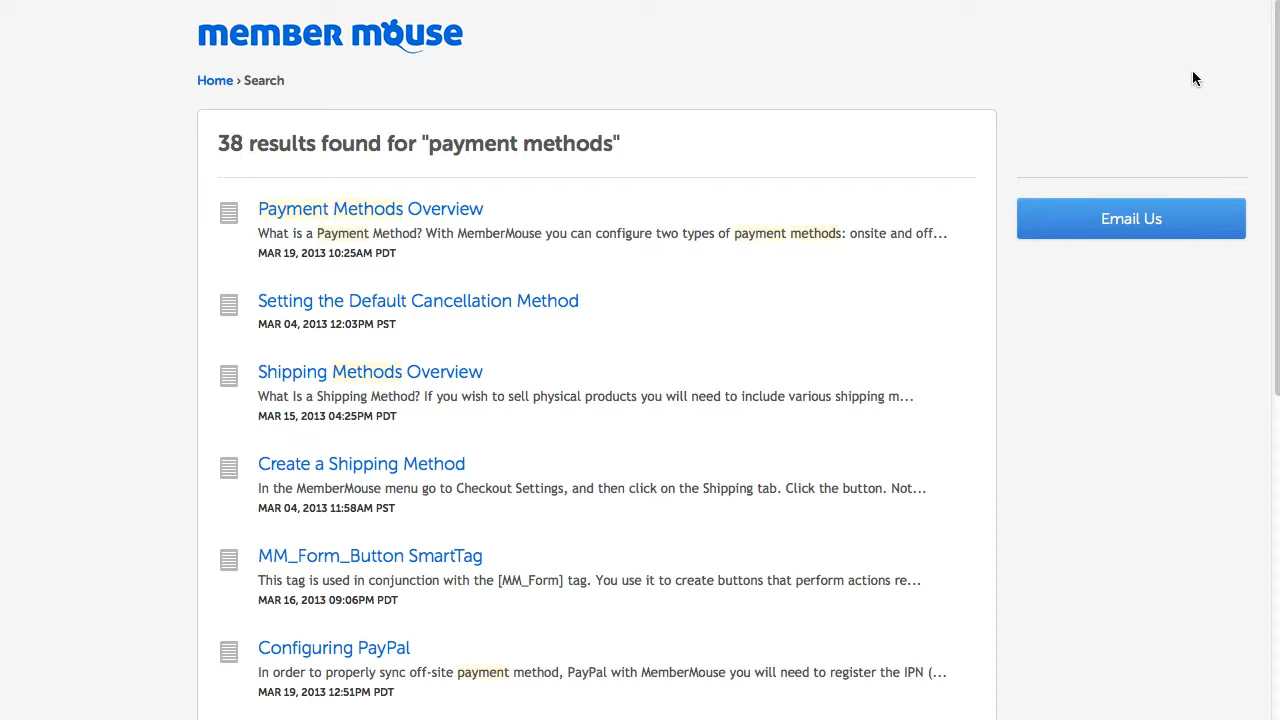 member mouse
Home › Search
38 results found for "payment methods"
Payment Methods Overview
What is a Payment Method? With MemberMouse you can configure two types of payment methods: onsite and off...
MAR 19, 2013 10:25AM PDT
Email Us
Setting the Default Cancellation Method
MAR 04, 2013 12:03PM PST
Shipping Methods Overview
What Is a Shipping Method? If you wish to sell physical products you will need to include various shipping m...
MAR 15, 2013 04:25PM PDT
Create a Shipping Method
In the MemberMouse menu go to Checkout Settings, and then click on the Shipping tab. Click the button. Not...
MAR 04, 2013 11:58AM PST
MM_Form_Button SmartTag
This tag is used in conjunction with the [MM_Form] tag. You use it to create buttons that perform actions re...
MAR 16, 2013 09:06PM PDT
Configuring PayPal
In order to properly sync off-site payment method, PayPal with MemberMouse you will need to register the IPN (...
MAR 19, 2013 12:51PM PDT